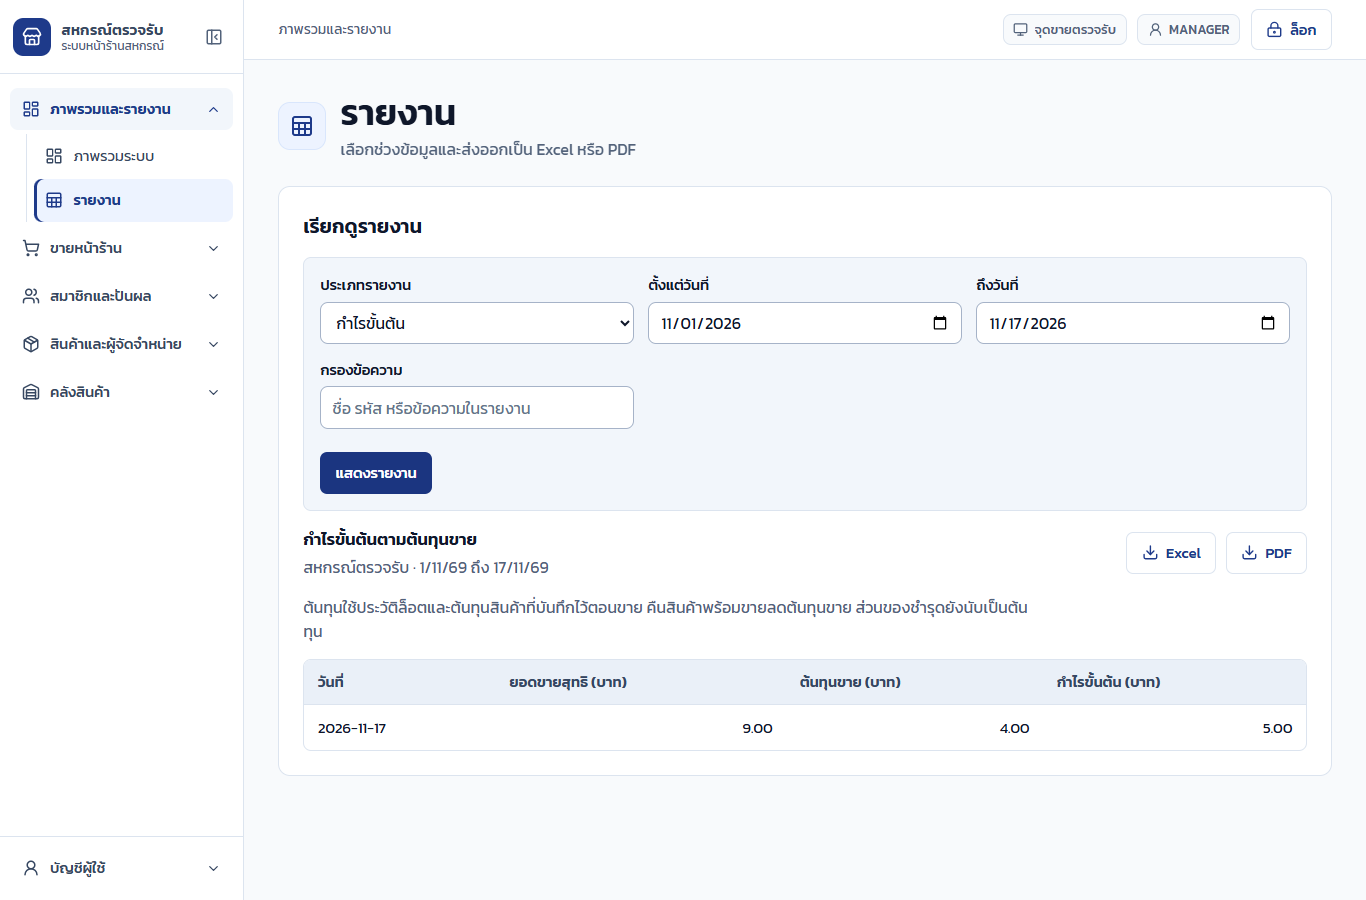 สหกรณ์ตรวจรับ
ระบบหน้าร้านสหกรณ์
ภาพรวมและรายงาน
ภาพรวมระบบ
รายงาน
ขายหน้าร้าน
สมาชิกและปันผล
สินค้าและผู้จัดจำหน่าย
คลังสินค้า
บัญชีผู้ใช้
ภาพรวมและรายงาน
จุดขายตรวจรับ
MANAGER
ล็อก
รายงาน
เลือกช่วงข้อมูลและส่งออกเป็น Excel หรือ PDF
เรียกดูรายงาน
ประเภทรายงาน
ตั้งแต่วันที่
ถึงวันที่
กำไรขั้นต้น
11/01/2026
11/17/2026
กรองข้อความ
ชื่อ รหัส หรือข้อความในรายงาน
แสดงรายงาน
กำไรขั้นต้นตามต้นทุนขาย
สหกรณ์ตรวจรับ · 1/11/69 ถึง 17/11/69
Excel
PDF
ต้นทุนใช้ประวัติล็อตและต้นทุนสินค้าที่บันทึกไว้ตอนขาย คืนสินค้าพร้อมขายลดต้นทุนขาย ส่วนของชำรุดยังนับเป็นต้น
ทุน
วันที่ ยอดขายสุทธิ (บาท) ต้นทุนขาย (บาท) กำไรขั้นต้น (บาท)
2026-11-17 9.00 4.00 5.00